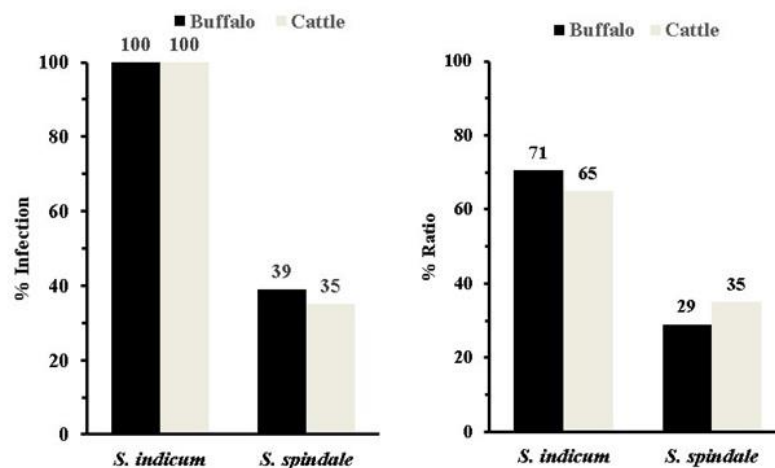 Buffalo Cattle
100 100
100
80
60
40
20
0
% Infection
39 35
S. indicum S. spindale
Buffalo Cattle
100
80
60
40
20
0
% Ratio
71 65
29 35
S. indicum S. spindale